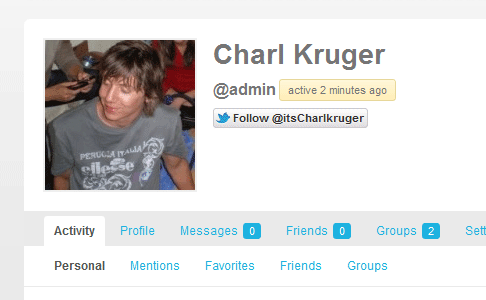 Charl Kruger
@admin active 2 minutes ago
Follow @itsCharlkruger
PERUGIA ITALIA
ellesse
Activity Profile Messages 0 Friends 0 Groups 2 Sett
Personal Mentions Favorites Friends Groups